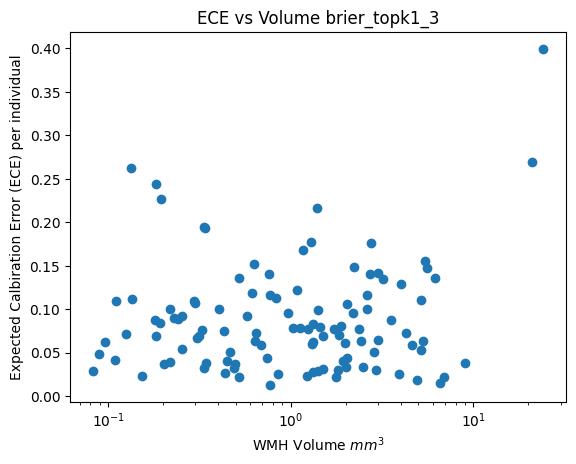 ECE vs Volume brier_topk1_3
Expected Calbiration Error (ECE) per individual
0.40
0.35
0.30
0.25
0.20
0.15
0.10
0.05
0.00
10⁻¹ 10⁰ 10¹
WMH Volume mm³